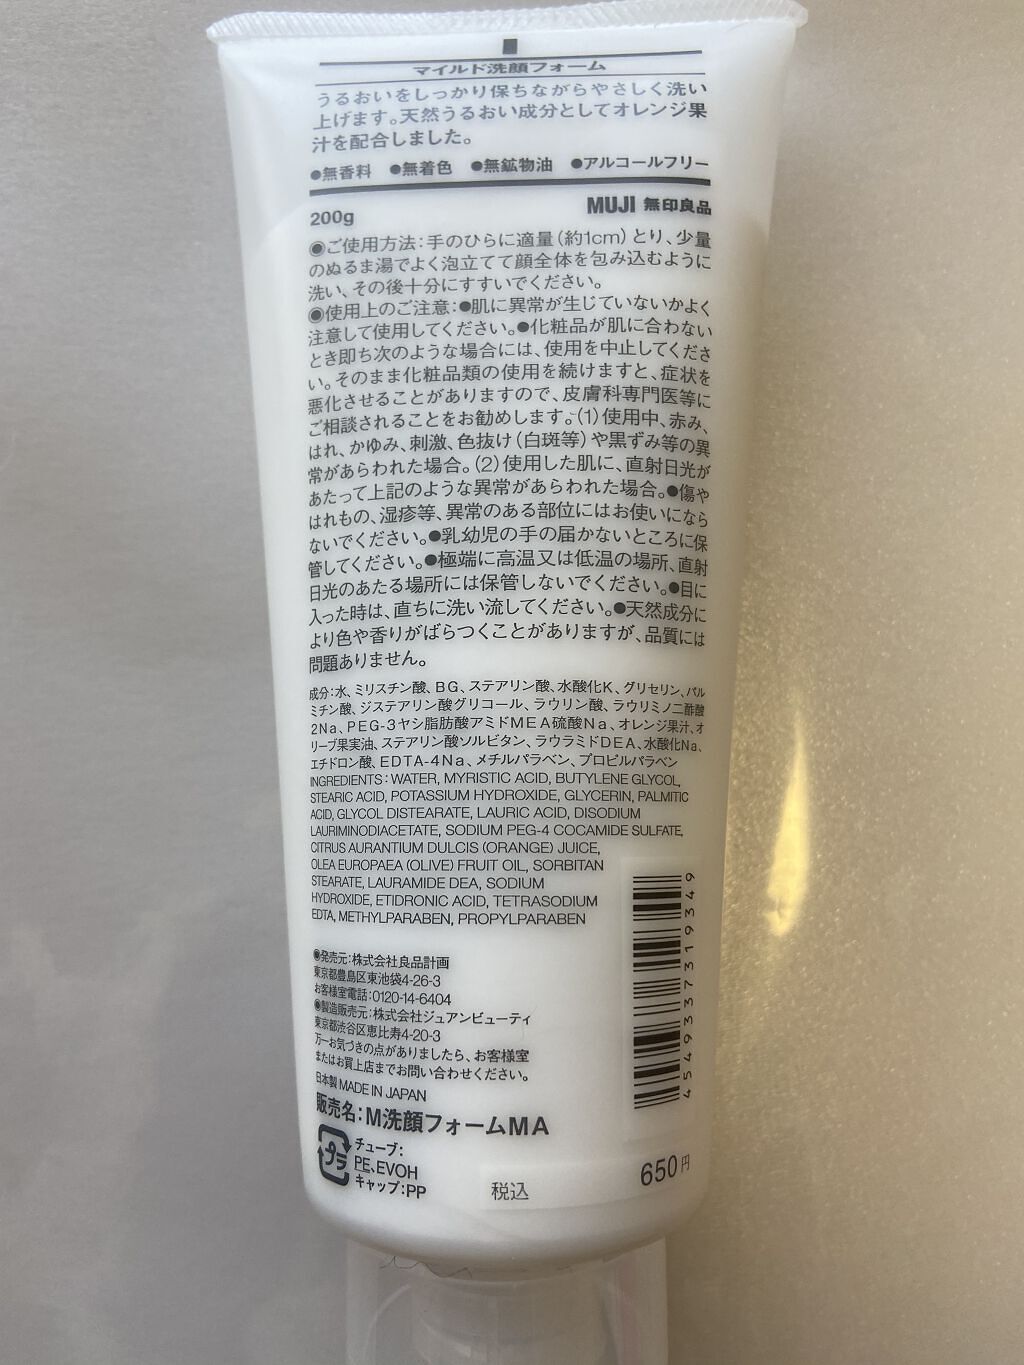 マイルド洗顔フォーム
うるおいをしっかり保ちながらやさしく洗い
上げます。天然うるおい成分としてオレンジ果
汁を配合しました。
●無香料 ●無着色 ●無鉱物油 ●アルコールフリー
200g MUJI 無印良品
◉ご使用方法:手のひらに適量(約1cm)とり、少量
のぬるま湯でよく泡立てて顔全体を包み込むように
洗い、その後十分にすすいでください。
◉使用上のご注意:●肌に異常が生じていないかよく
注意して使用してください。●化粧品が肌に合わない
とき即ち次のような場合には、使用を中止してくださ
い。そのまま化粧品類の使用を続けますと、症状を
悪化させることがありますので、皮膚科専門医等に
ご相談されることをお勧めします。(1)使用中、赤み、
はれ、かゆみ、刺激、色抜け(白斑等)や黒ずみ等の異
常があらわれた場合。(2)使用した肌に、直射日光が
あたって上記のような異常があらわれた場合。●傷や
はれもの、湿疹等、異常のある部位にはお使いになら
ないでください。●乳幼児の手の届かないところに保
管してください。●極端に高温又は低温の場所、直射
日光のあたる場所には保管しないでください。●目に
入った時は、直ちに洗い流してください。●天然成分に
より色や香りがばらつくことがありますが、品質には
問題ありません。
成分:水、ミリスチン酸、BG、ステアリン酸、水酸化K、グリセリン、パル
ミチン酸、ジステアリン酸グリコール、ラウリン酸、ラウリミノ二酢酸
2Na、PEG-3ヤシ脂肪酸アミドMEA硫酸Na、オレンジ果汁、オ
リーブ果実油、ステアリン酸ソルビタン、ラウラミドDEA、水酸化Na、
エチドロン酸、EDTA-4Na、メチルパラベン、プロピルパラベン
INGREDIENTS:WATER, MYRISTIC ACID, BUTYLENE GLYCOL,
STEARIC ACID, POTASSIUM HYDROXIDE, GLYCERIN, PALMITIC
ACID, GLYCOL DISTEARATE, LAURIC ACID, DISODIUM
LAURIMINODIACETATE, SODIUM PEG-4 COCAMIDE SULFATE,
CITRUS AURANTIUM DULCIS (ORANGE) JUICE,
OLEA EUROPAEA (OLIVE) FRUIT OIL, SORBITAN
STEARATE, LAURAMIDE DEA, SODIUM
HYDROXIDE, ETIDRONIC ACID, TETRASODIUM
EDTA, METHYLPARABEN, PROPYLPARABEN
◉発売元:株式会社良品計画
東京都豊島区東池袋4-26-3
お客様室電話:0120-14-6404
◉製造販売元:株式会社ジュアンビューティ
東京都渋谷区恵比寿4-20-3
万一お気づきの点がありましたら、お客様室
またはお買上店までお問い合わせください。
日本製 MADE IN JAPAN
販売名:M洗顔フォームMA
プラ
チューブ:
PE、EVOH
キャップ:PP
税込
650円
4549337319349